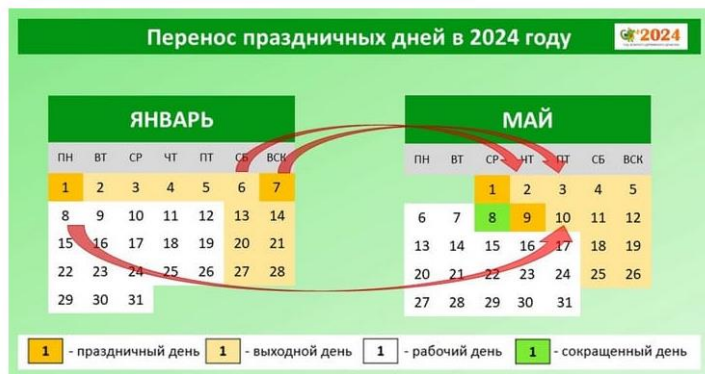 Перенос праздничных дней в 2024 году
2024
ЯНВАРЬ
ПН ВТ СР ЧТ ПТ СБ ВСК
1 2 3 4 5 6 7
8 9 10 11 12 13 14
15 16 17 18 19 20 21
22 23 24 25 26 27 28
29 30 31
МАЙ
ПН ВТ СР ЧТ ПТ СБ ВСК
1 2 3 4 5
6 7 8 9 10 11 12
13 14 15 16 17 18 19
20 21 22 23 24 25 26
27 28 29 30 31
1 - праздничный день 1 - выходной день 1 - рабочий день 1 - сокращенный день